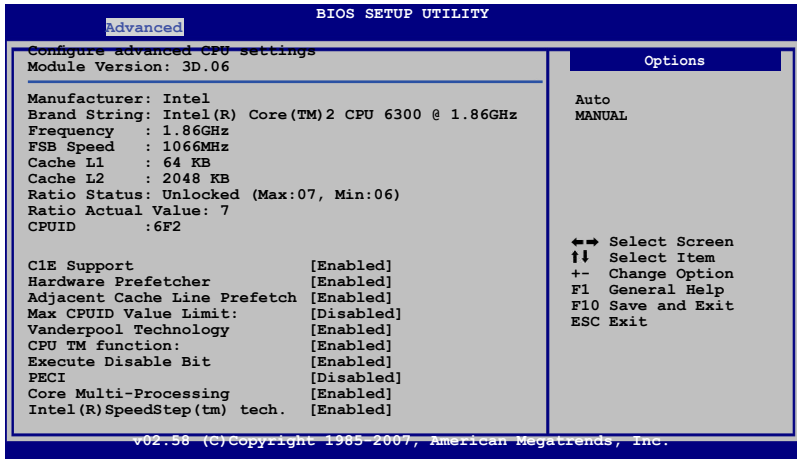 BIOS SETUP UTILITY
Advanced
Configure advanced CPU settings
Module Version: 3D.06
Manufacturer: Intel
Brand String: Intel(R) Core(TM)2 CPU 6300 @ 1.86GHz
Frequency : 1.86GHz
FSB Speed : 1066MHz
Cache L1 : 64 KB
Cache L2 : 2048 KB
Ratio Status: Unlocked (Max:07, Min:06)
Ratio Actual Value: 7
CPUID :6F2
C1E Support [Enabled]
Hardware Prefetcher [Enabled]
Adjacent Cache Line Prefetch [Enabled]
Max CPUID Value Limit: [Disabled]
Vanderpool Technology [Enabled]
CPU TM function: [Enabled]
Execute Disable Bit [Enabled]
PECI [Disabled]
Core Multi-Processing [Enabled]
Intel(R)SpeedStep(tm) tech. [Enabled]
Options
Auto
MANUAL
←→ Select Screen
↑↓ Select Item
+- Change Option
F1 General Help
F10 Save and Exit
ESC Exit
v02.58 (C)Copyright 1985-2007, American Megatrends, Inc.